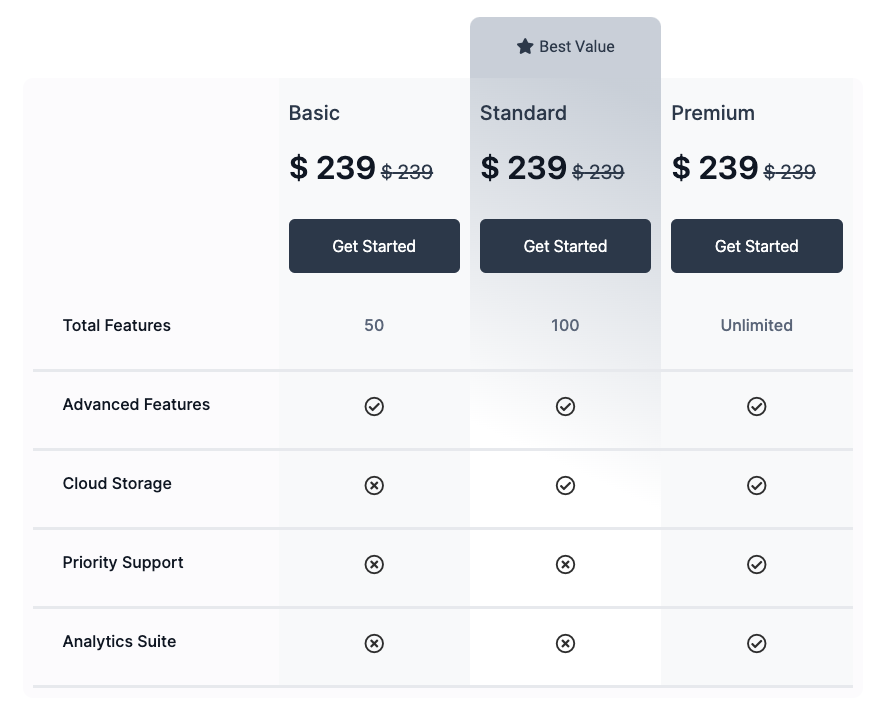 Best Value
Basic
Standard
Premium
$ 239 $ 239
$ 239 $ 239
$ 239 $ 239
Get Started
Get Started
Get Started
Total Features 50 100 Unlimited
Advanced Features
Cloud Storage
Priority Support
Analytics Suite